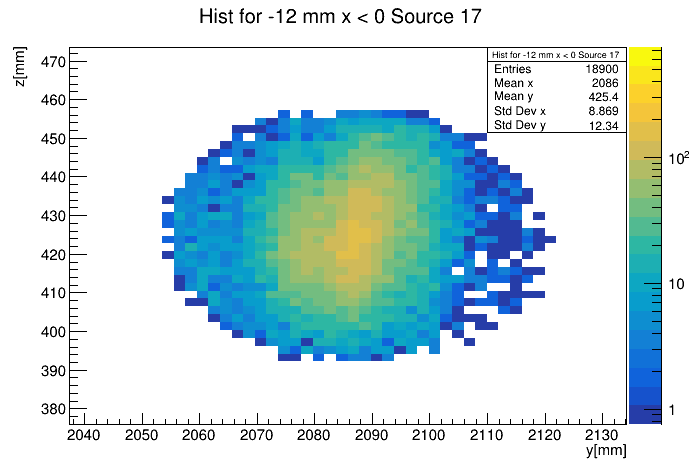 Hist for -12 mm x < 0 Source 17
z[mm]
470
460
450
440
430
420
410
400
390
380
2040 2050 2060 2070 2080 2090 2100 2110 2120 2130
y[mm]
Hist for -12 mm x < 0 Source 17
Entries 18900
Mean x 2086
Mean y 425.4
Std Dev x 8.869
Std Dev y 12.34
10²
10
1